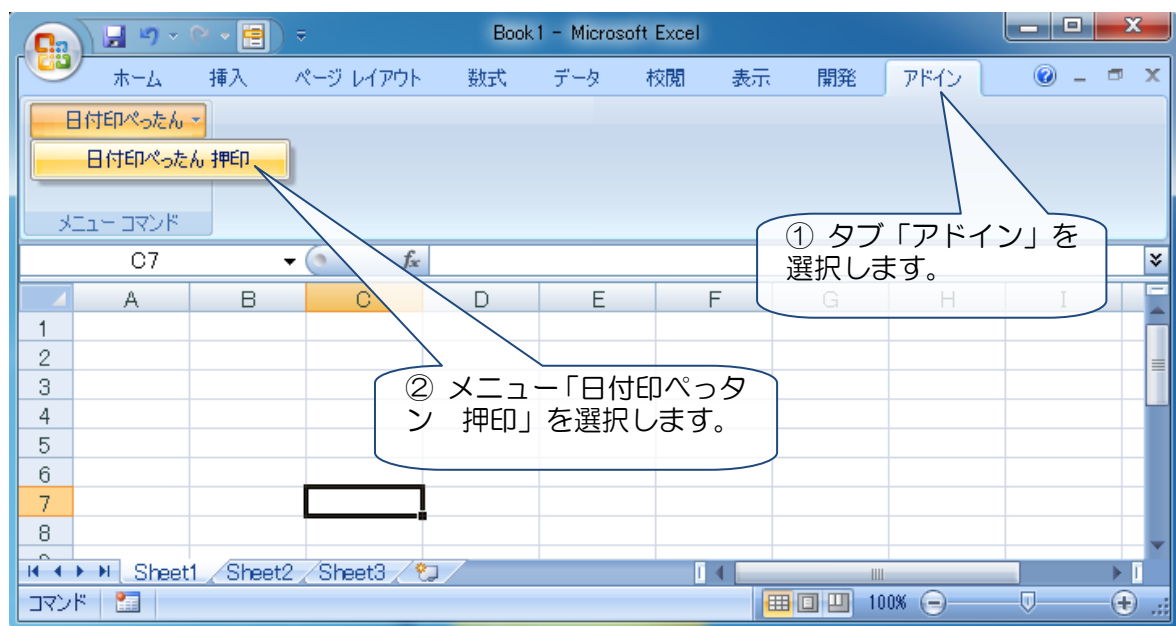 Book1 - Microsoft Excel
ホーム 挿入 ページ レイアウト 数式 データ 校閲 表示 開発 アドイン
日付印ぺったん
日付印ぺったん 押印
メニュー コマンド
① タブ「アドイン」を
選択します。
C7 fx
A B C D E F G H I
1
2
3
② メニュー「日付印ぺっタ
ン 押印」を選択します。
4
5
6
7
8
Sheet1 Sheet2 Sheet3
コマンド 100%